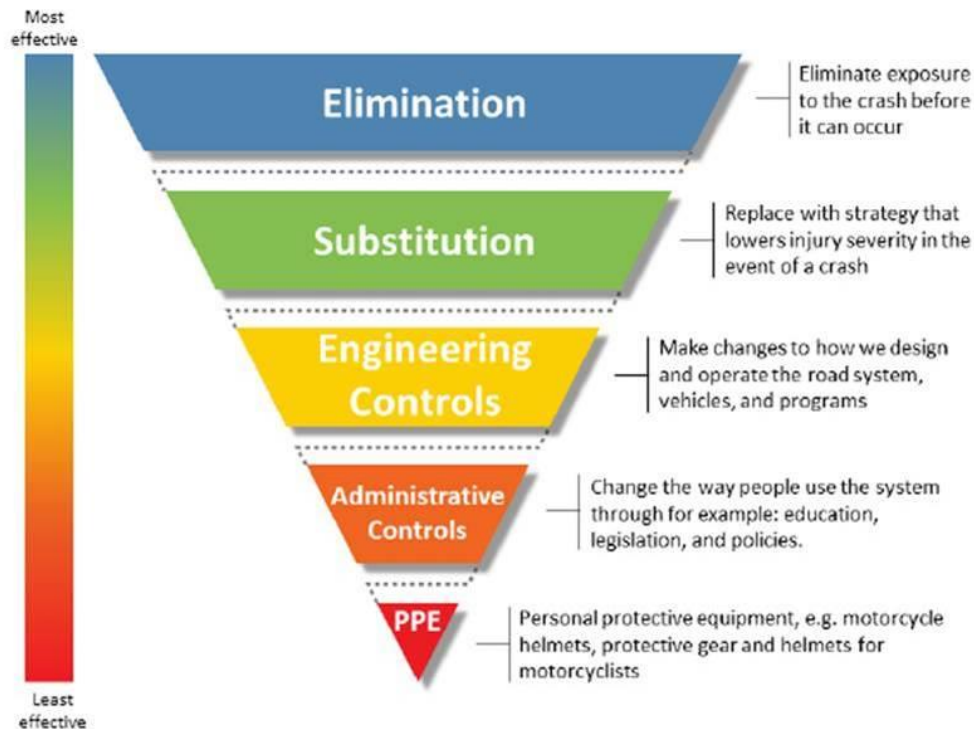 Most
effective
Elimination
Eliminate exposure
to the crash before
it can occur
Substitution
Replace with strategy that
lowers injury severity in the
event of a crash
Engineering
Controls
Make changes to how we design
and operate the road system,
vehicles, and programs
Administrative
Controls
Change the way people use the system
through for example: education,
legislation, and policies.
PPE
Personal protective equipment, e.g. motorcycle
helmets, protective gear and helmets for
motorcyclists
Least
effective